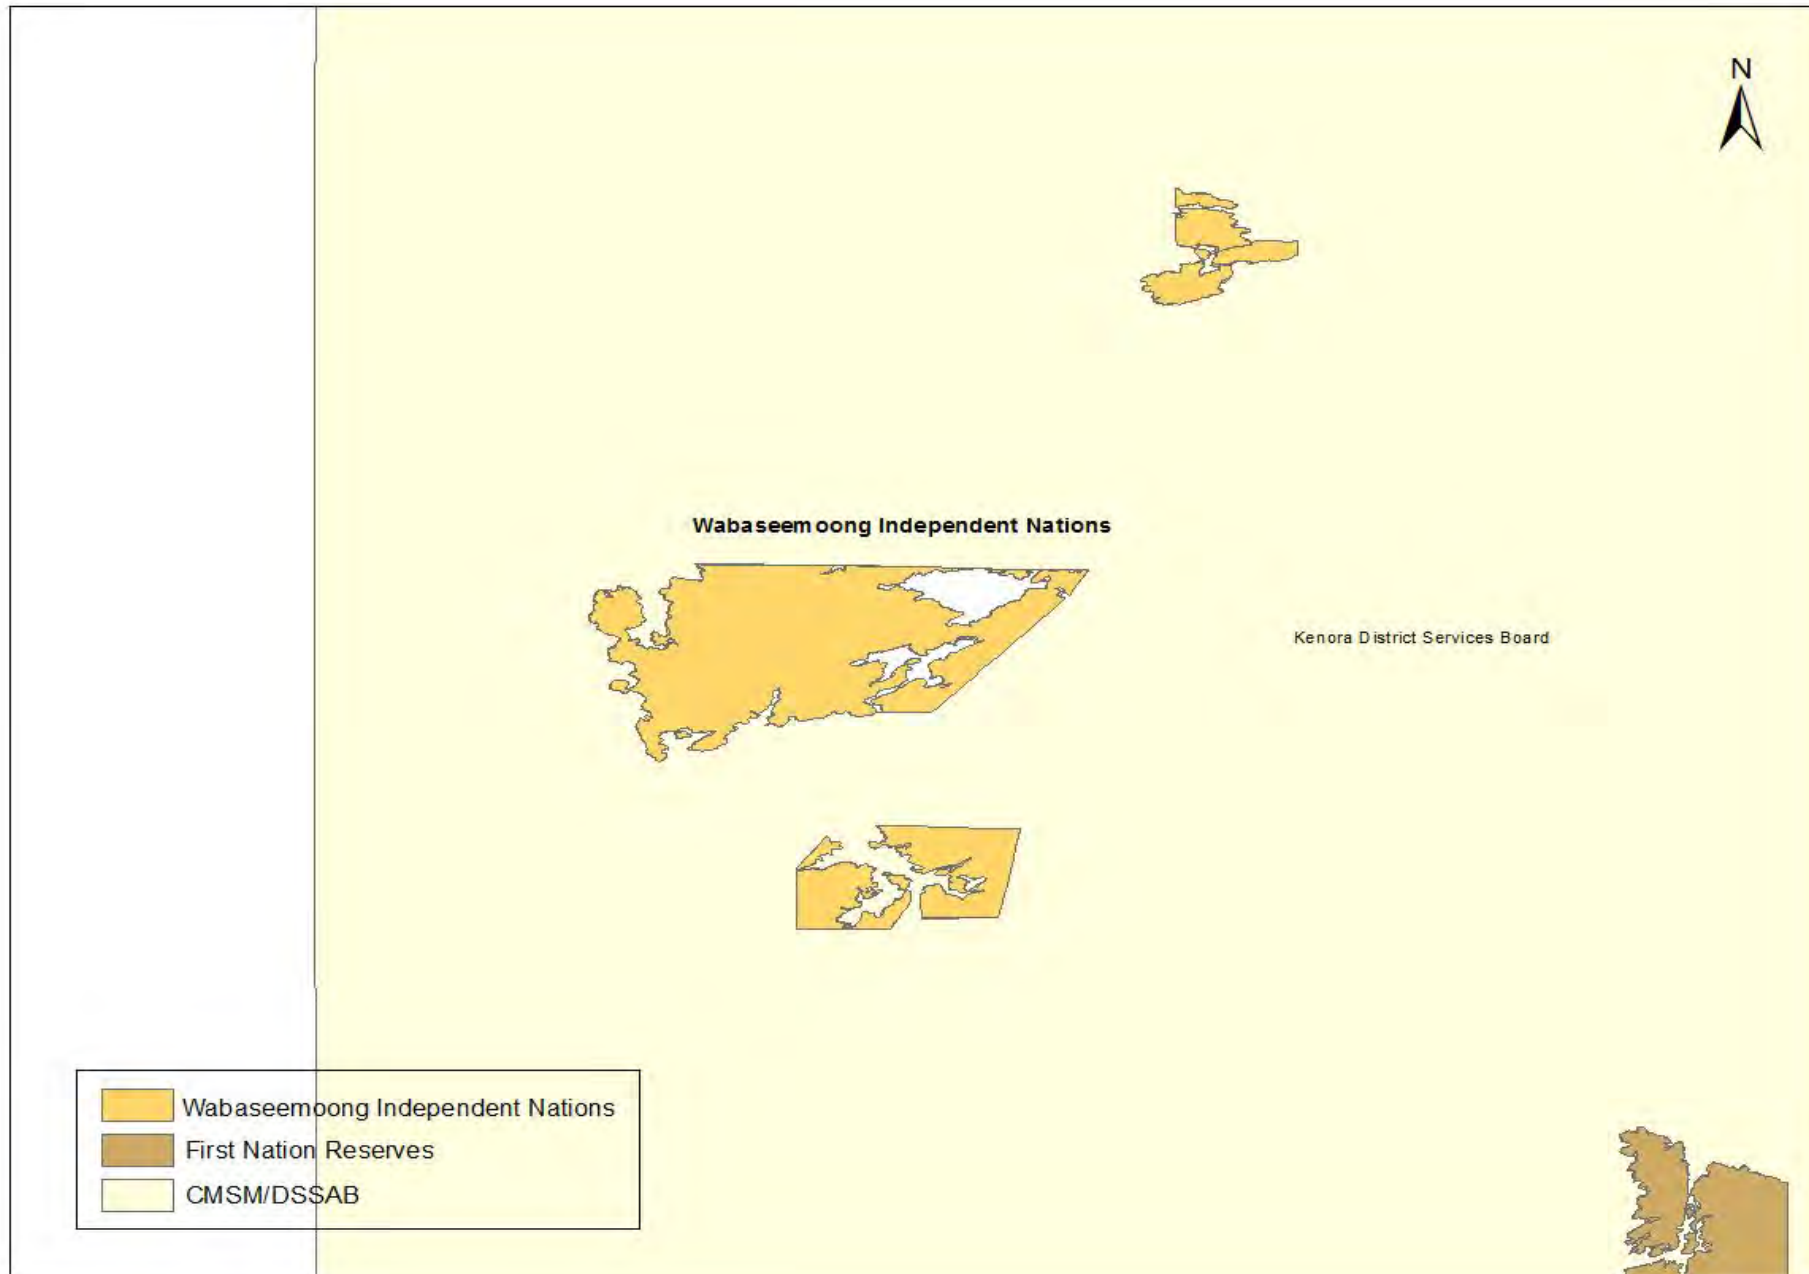 N
Wabaseemoong Independent Nations
Kenora District Services Board
Wabaseemoong Independent Nations
First Nation Reserves
CMSM/DSSAB